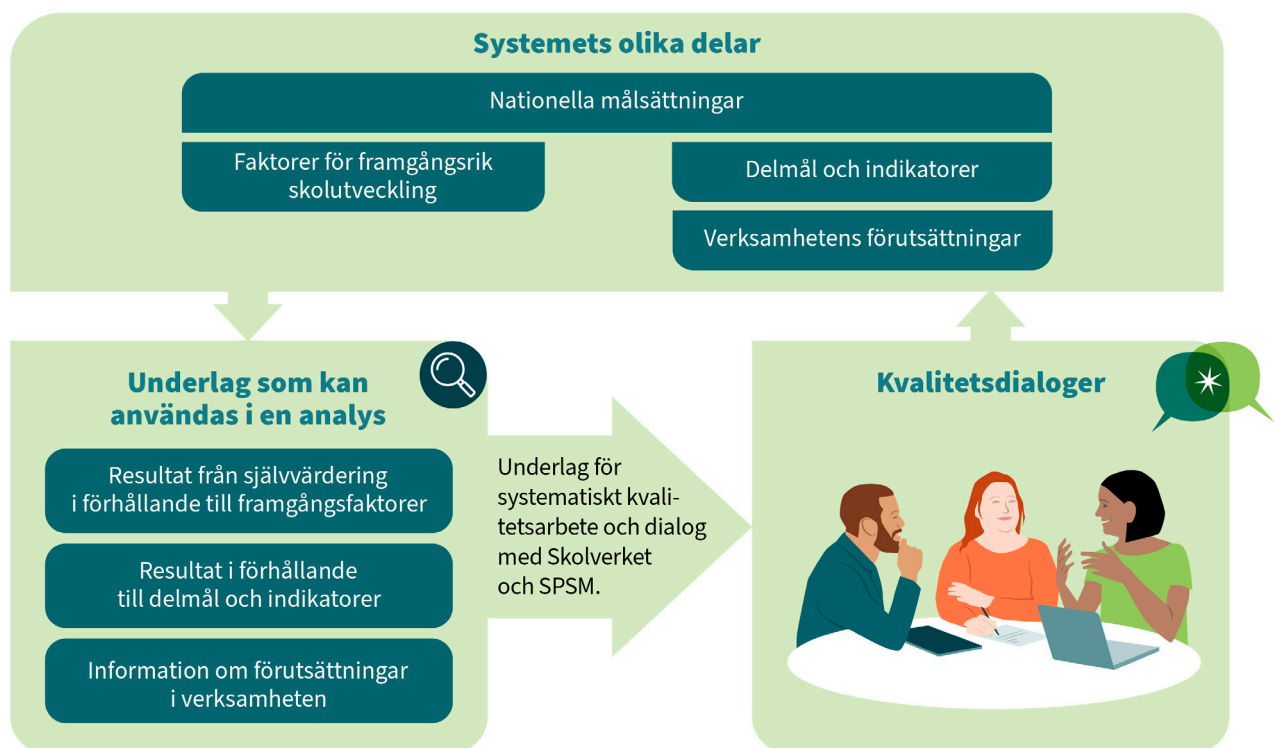 Systemets olika delar
Nationella målsättningar
Faktorer för framgångsrik
skolutveckling
Delmål och indikatorer
Verksamhetens förutsättningar
Underlag som kan
användas i en analys
Resultat från självvärdering
i förhållande till framgångsfaktorer
Resultat i förhållande
till delmål och indikatorer
Information om förutsättningar
i verksamheten
Underlag för
systematiskt kvali-
tetsarbete och dialog
med Skolverket
och SPSM.
Kvalitetsdialoger